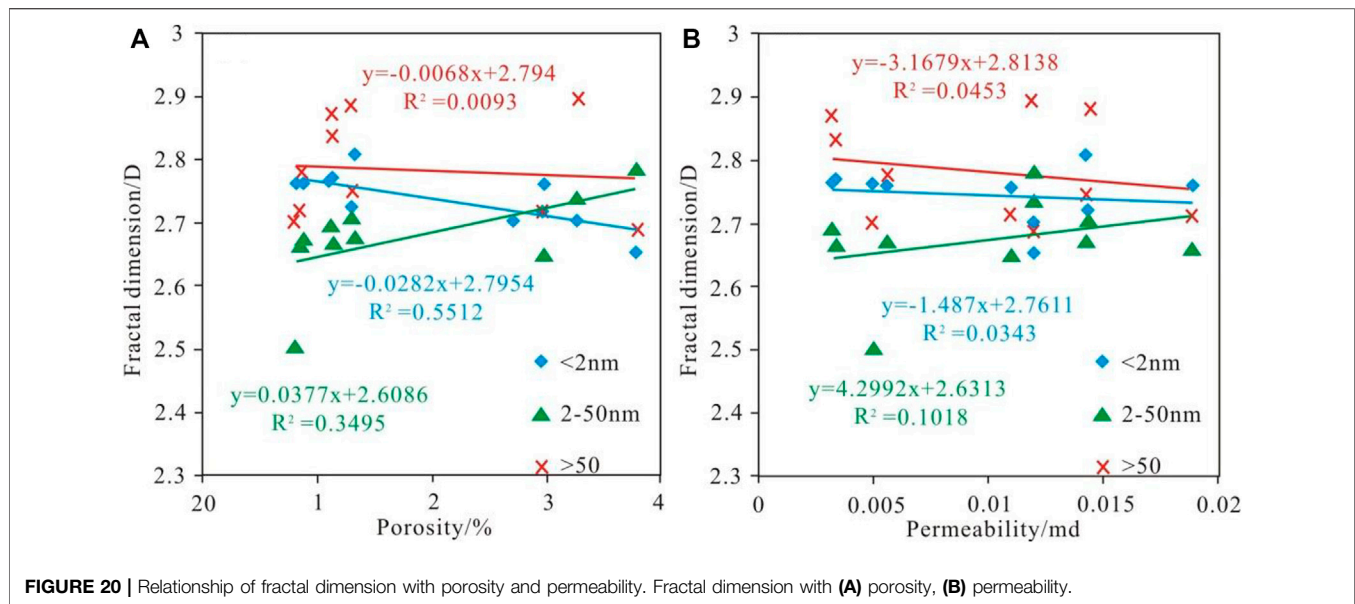 A
3
2.9
2.8
2.7
2.6
2.5
2.4
2.3
Fractal dimension/D
y=-0.0068x+2.794
R² =0.0093
y=-0.0282x+2.7954
R² =0.5512
y=0.0377x+2.6086
R² =0.3495
<2nm
2-50nm
>50
20 1 2 3 4
Porosity/%
B
3
2.9
2.8
2.7
2.6
2.5
2.4
2.3
Fractal dimension/D
y=-3.1679x+2.8138
R² =0.0453
y=-1.487x+2.7611
R² =0.0343
y=4.2992x+2.6313
R² =0.1018
<2nm
2-50nm
>50
0 0.005 0.01 0.015 0.02
Permeability/md
FIGURE 20 | Relationship of fractal dimension with porosity and permeability. Fractal dimension with (A) porosity, (B) permeability.